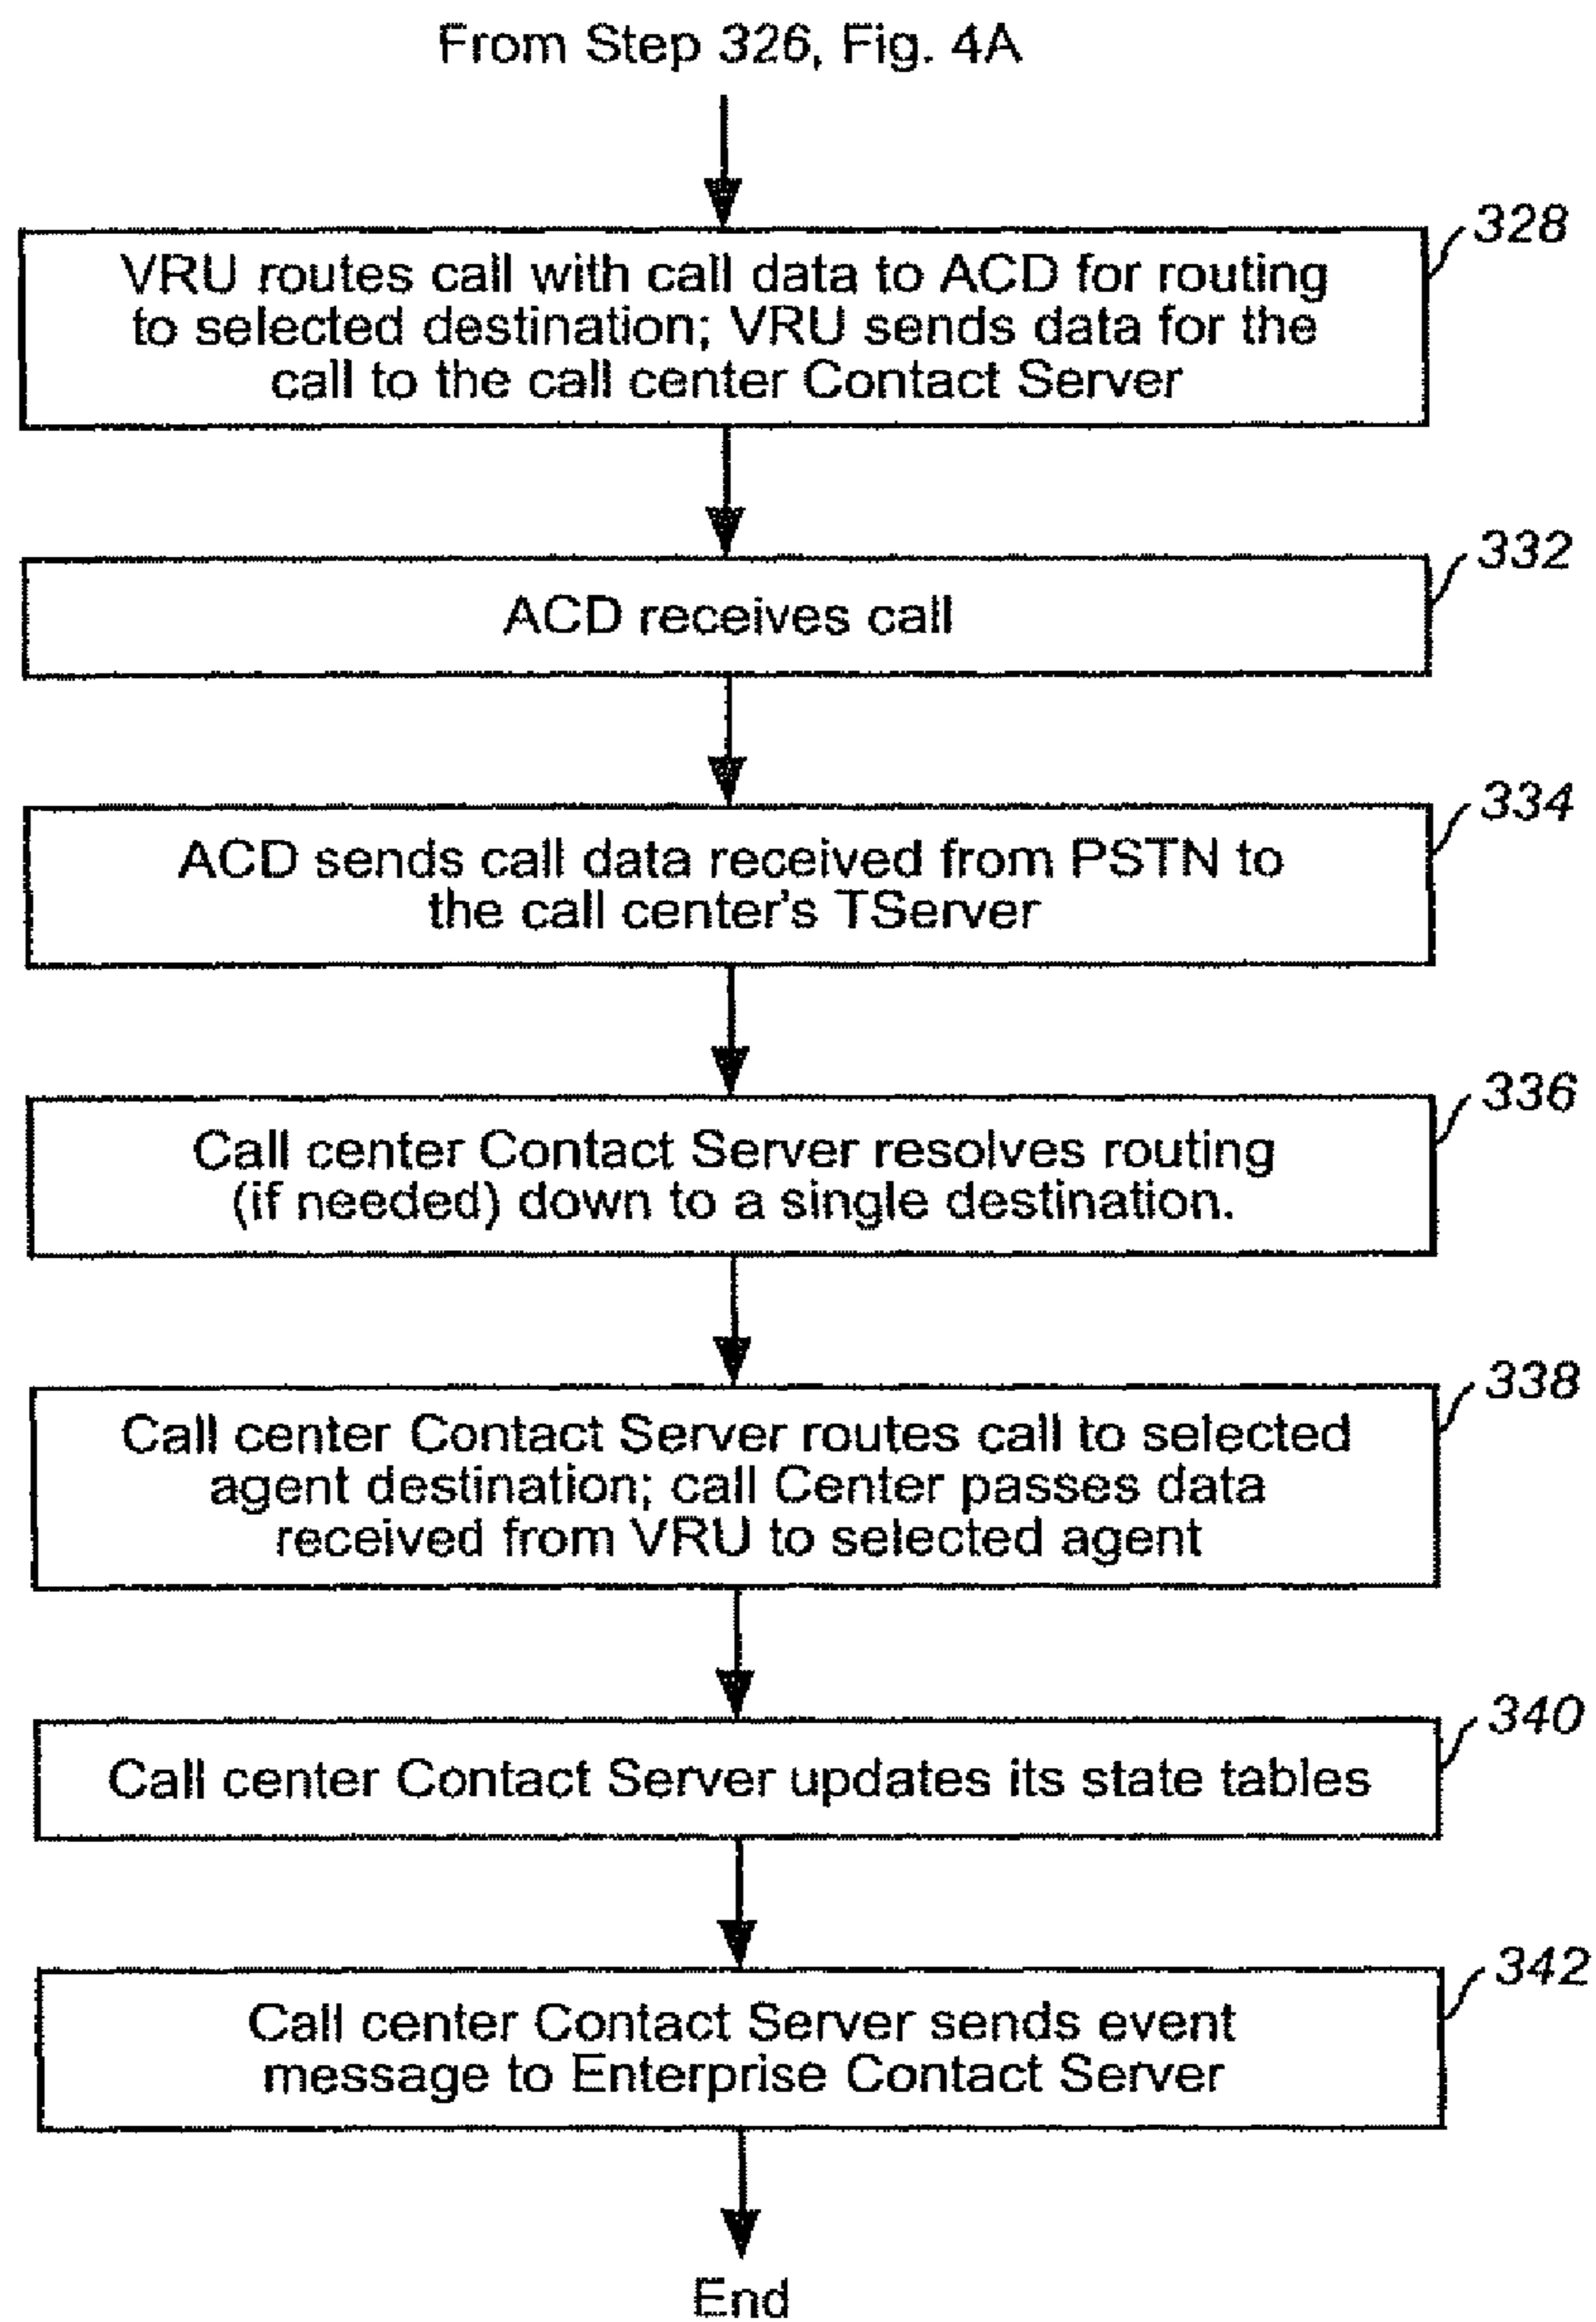 From Step 326, Fig. 4A
328
VRU routes call with call data to ACD for routing
to selected destination; VRU sends data for the
call to the call center Contact Server
332
ACD receives call
334
ACD sends call data received from PSTN to
the call center's TServer
336
Call center Contact Server resolves routing
(if needed) down to a single destination.
338
Call center Contact Server routes call to selected
agent destination; call Center passes data
received from VRU to selected agent
340
Call center Contact Server updates its state tables
342
Call center Contact Server sends event
message to Enterprise Contact Server
End